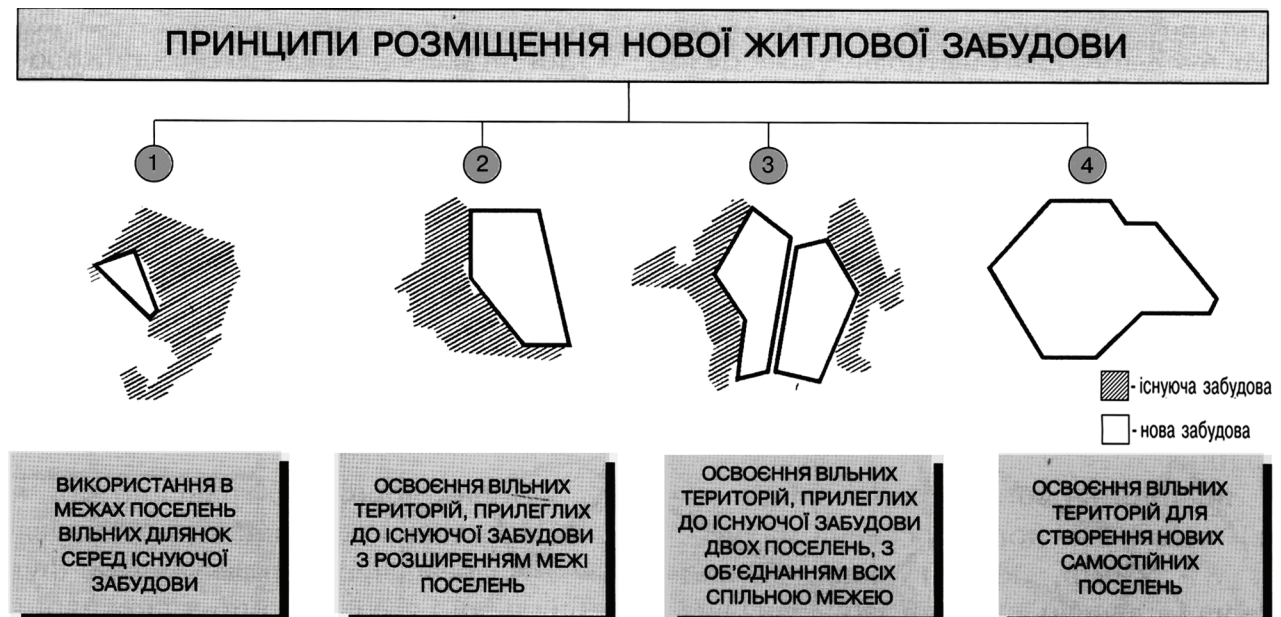 ПРИНЦИПИ РОЗМІЩЕННЯ НОВОЇ ЖИТЛОВОЇ ЗАБУДОВИ
1
2
3
4
- існуюча забудова
- нова забудова
ВИКОРИСТАННЯ В
МЕЖАХ ПОСЕЛЕНЬ
ВІЛЬНИХ ДІЛЯНОК
СЕРЕД ІСНУЮЧОЇ
ЗАБУДОВИ
ОСВОЄННЯ ВІЛЬНИХ
ТЕРИТОРІЙ, ПРИЛЕГЛИХ
ДО ІСНУЮЧОЇ ЗАБУДОВИ
З РОЗШИРЕННЯМ МЕЖІ
ПОСЕЛЕНЬ
ОСВОЄННЯ ВІЛЬНИХ
ТЕРИТОРІЙ, ПРИЛЕГЛИХ
ДО ІСНУЮЧОЇ ЗАБУДОВИ
ДВОХ ПОСЕЛЕНЬ, З
ОБ'ЄДНАННЯМ ВСІХ
СПІЛЬНОЮ МЕЖЕЮ
ОСВОЄННЯ ВІЛЬНИХ
ТЕРИТОРІЙ ДЛЯ
СТВОРЕННЯ НОВИХ
САМОСТІЙНИХ
ПОСЕЛЕНЬ